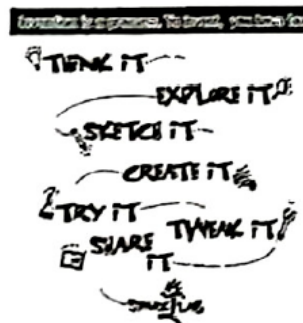 Invention is a process. To invent, you have to
THINK IT
EXPLORE IT
SKETCH IT
CREATE IT
TRY IT
TWEAK IT
SHARE
IT